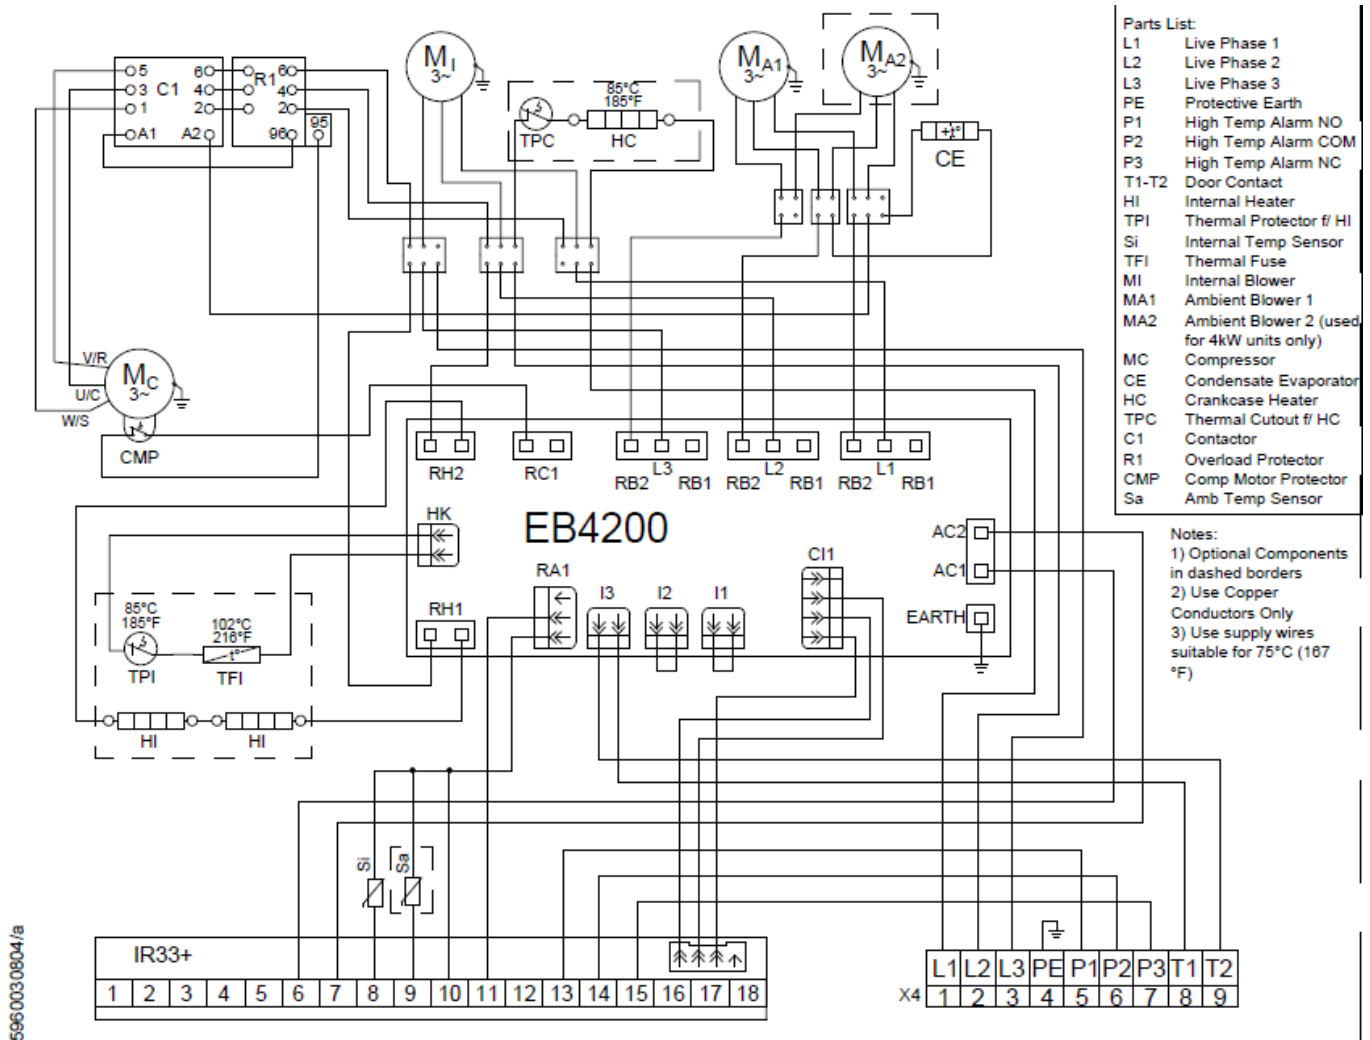 Parts List:
L1 Live Phase 1
L2 Live Phase 2
L3 Live Phase 3
PE Protective Earth
P1 High Temp Alarm NO
P2 High Temp Alarm COM
P3 High Temp Alarm NC
T1-T2 Door Contact
HI Internal Heater
TPI Thermal Protector f/ HI
Si Internal Temp Sensor
TFI Thermal Fuse
MI Internal Blower
MA1 Ambient Blower 1
MA2 Ambient Blower 2 (used
for 4kW units only)
MC Compressor
CE Condensate Evaporator
HC Crankcase Heater
TPC Thermal Cutout f/ HC
C1 Contactor
R1 Overload Protector
CMP Comp Motor Protector
Sa Amb Temp Sensor
Notes:
1) Optional Components
in dashed borders
2) Use Copper
Conductors Only
3) Use supply wires
suitable for 75°C (167
°F)
5 6 6
3 C1 4 R1 4
1 2 2
A1 A2 96 95
MI
3~
85°C
185°F
TPC HC
MA1
3~
MA2
3~
+t°
CE
V/R
U/C
W/S
MC
3~
CMP
RH2 RC1
RB2 L3 RB1
RB2 L2 RB1
RB2 L1 RB1
HK
EB4200
AC2
AC1
EARTH
CI1
RA1 I3 I2 I1
RH1
85°C
185°F
102°C
216°F
-t°
TPI TFI
HI HI
Si Sa
IR33+
1 2 3 4 5 6 7 8 9 10 11 12 13 14 15 16 17 18
L1 L2 L3 PE P1 P2 P3 T1 T2
X4 1 2 3 4 5 6 7 8 9
5960030804/a